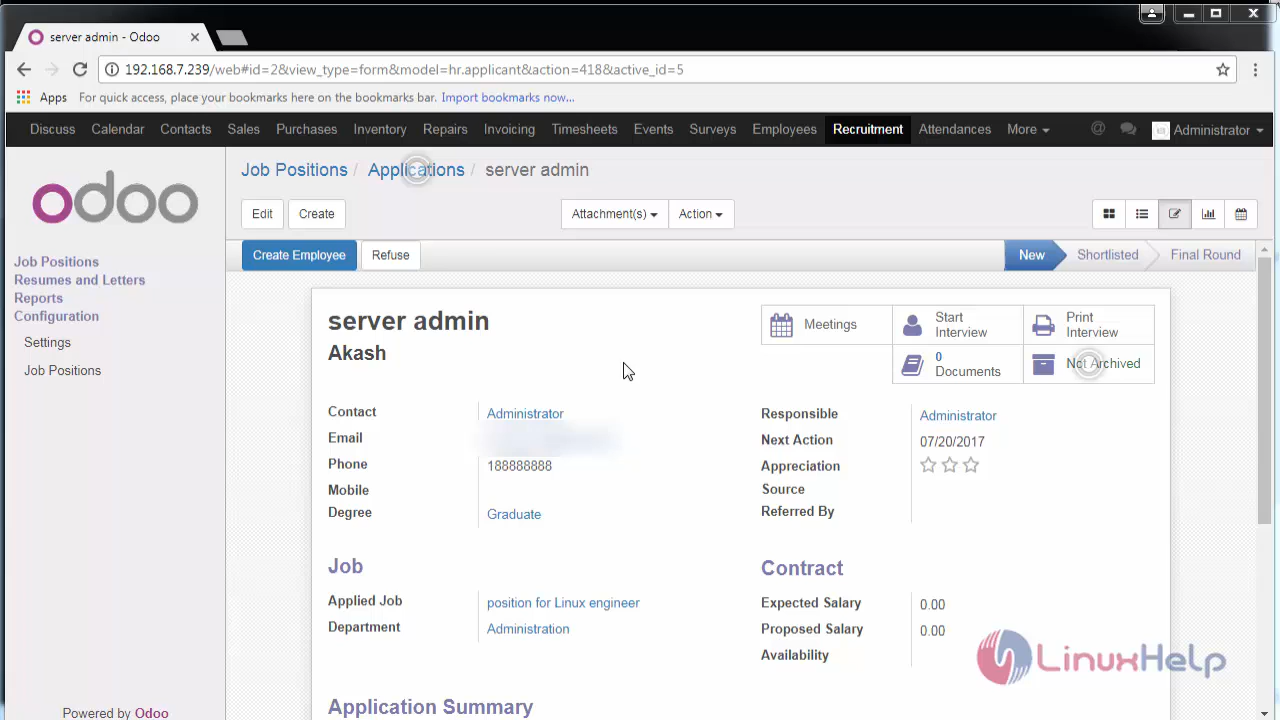 server admin - Odoo
192.168.7.239/web#id=2&view_type=form&model=hr.applicant&action=418&active_id=5
Apps For quick access, place your bookmarks here on the bookmarks bar. Import bookmarks now...
Discuss Calendar Contacts Sales Purchases Inventory Repairs Invoicing Timesheets Events Surveys Employees Recruitment Attendances More @ Administrator
odoo
Job Positions / Applications / server admin
Edit Create Attachment(s) Action
Create Employee Refuse New Shortlisted Final Round
Job Positions
Resumes and Letters
Reports
Configuration
Settings
Job Positions
server admin
Akash
Meetings
Start Interview
Print Interview
0 Documents
Not Archived
Contact Administrator
Email
Phone 188888888
Mobile
Degree Graduate
Responsible Administrator
Next Action 07/20/2017
Appreciation
Source
Referred By
Job
Applied Job position for Linux engineer
Department Administration
Contract
Expected Salary 0.00
Proposed Salary 0.00
Availability
LinuxHelp
Application Summary
Powered by Odoo